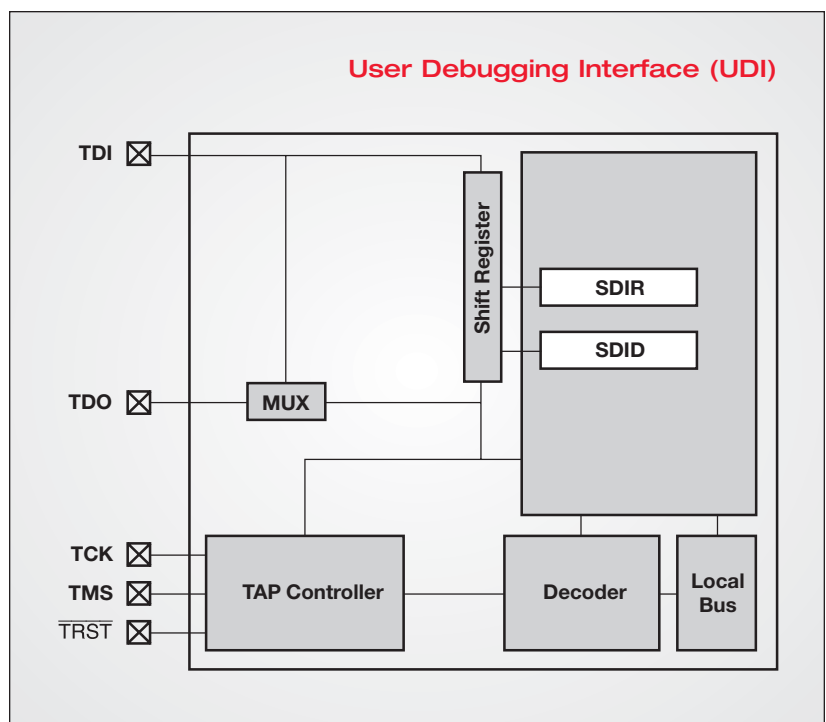 User Debugging Interface (UDI)
TDI
Shift Register
SDIR
SDID
TDO
MUX
TCK
TMS
TRST
TAP Controller
Decoder
Local
Bus